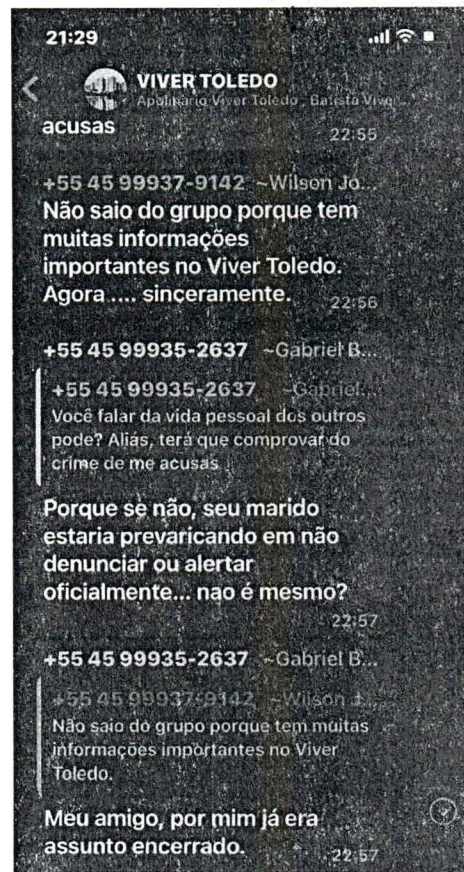 21:29
VIVER TOLEDO
Apolinario Viver Toledo, Batista Viver...
acusas
22:55
+55 45 99937-9142 ~Wilson Jo...
Não saio do grupo porque tem
muitas informações
importantes no Viver Toledo.
Agora .... sinceramente.
22:56
+55 45 99935-2637 ~Gabriel B...
+55 45 99935-2637 ~Gabriel...
Você falar da vida pessoal dos outros
pode? Aliás, terá que comprovar do
crime de me acusas
Porque se não, seu marido
estaria prevaricando em não
denunciar ou alertar
oficialmente... nao é mesmo?
22:57
+55 45 99935-2637 ~Gabriel B...
+55 45 99937-9142 ~Wilson J...
Não saio do grupo porque tem muitas
informações importantes no Viver
Toledo.
Meu amigo, por mim já era
assunto encerrado.
22:57